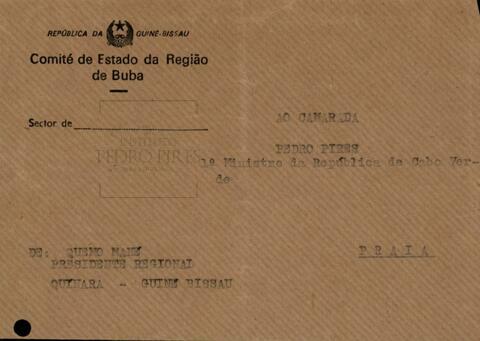 REPÚBLICA DA GUINÉ-BISSAU
Comité de Estado da Região
de Buba
Sector de
AO CAMARADA
INSTITUTO
PEDRO PIRES
PEDRO PIRES
1º Ministro da República de Cabo Ver-
de
DE: QUEMO MANÉ
PRESIDENTE REGIONAL
QUINARA - GUINÉ BISSAU
PRAIA